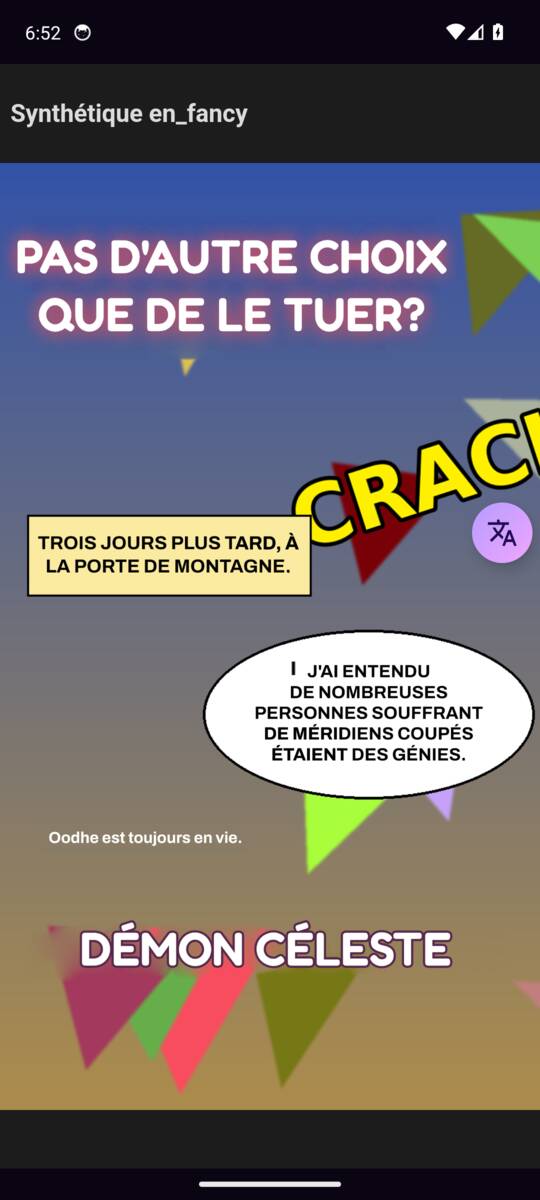 6:52
Synthétique en_fancy
PAS D'AUTRE CHOIX
QUE DE LE TUER?
TROIS JOURS PLUS TARD, À
LA PORTE DE MONTAGNE.
I J'AI ENTENDU
DE NOMBREUSES
PERSONNES SOUFFRANT
DE MÉRIDIENS COUPÉS
ÉTAIENT DES GÉNIES.
Oodhe est toujours en vie.
DÉMON CÉLESTE